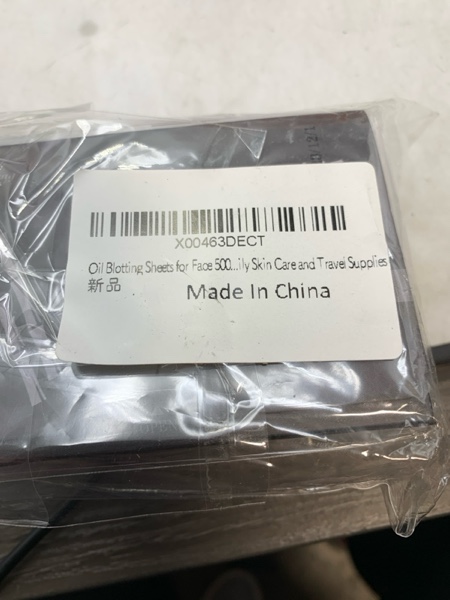 X00463DECT
Oil Blotting Sheets for Face 500...ily Skin Care and Travel Supplies
新品
Made In China